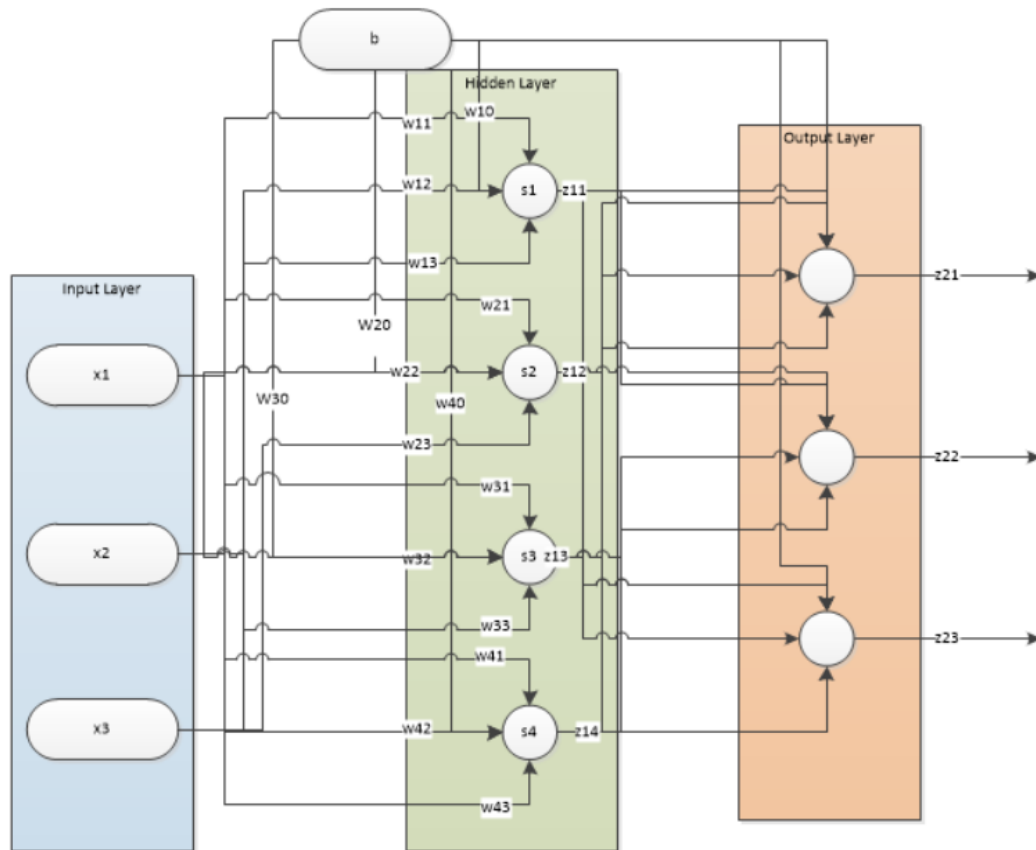 b
Hidden Layer
w10
w11
Output Layer
w12
s1
z11
w13
z21
Input Layer
w21
W20
x1
w22
s2
z12
W30
w40
w23
z22
w31
x2
w32
s3
z13
w33
z23
w41
x3
w42
s4
z14
w43